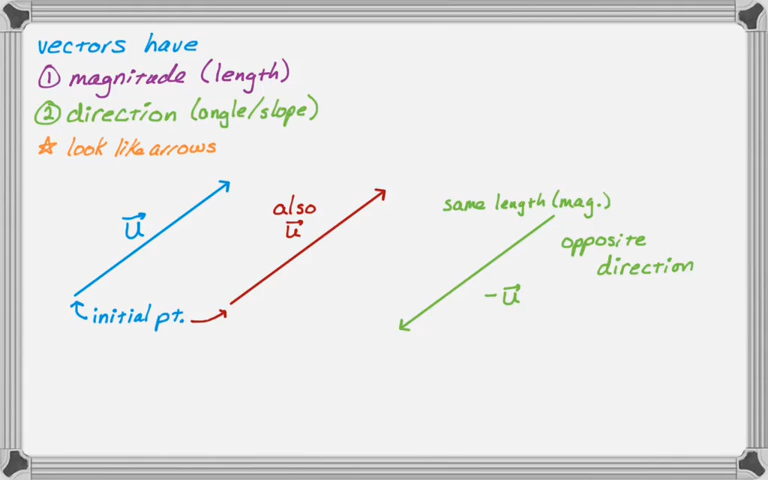 vectors have
① magnitude (length)
② direction (angle/slope)
☆ look like arrows
u⃗
also
u⃗
initial pt.
same length (mag.)
opposite
direction
-u⃗